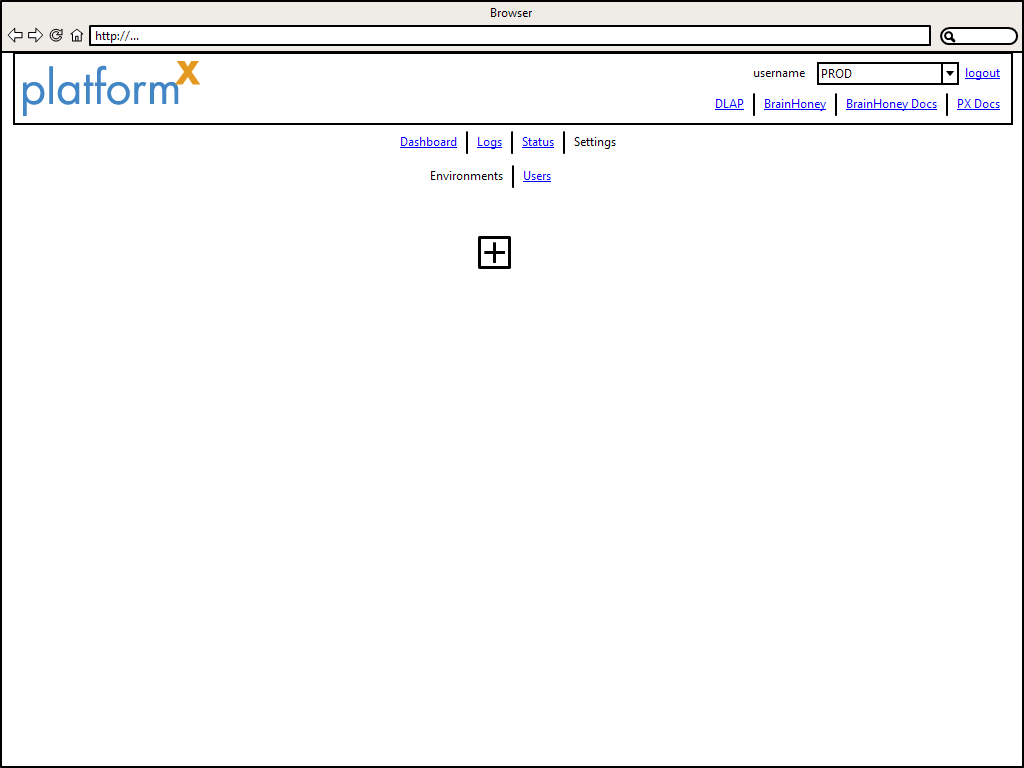 Browser
http://...
platformx
username PROD logout
DLAP BrainHoney BrainHoney Docs PX Docs
Dashboard Logs Status Settings
Environments Users